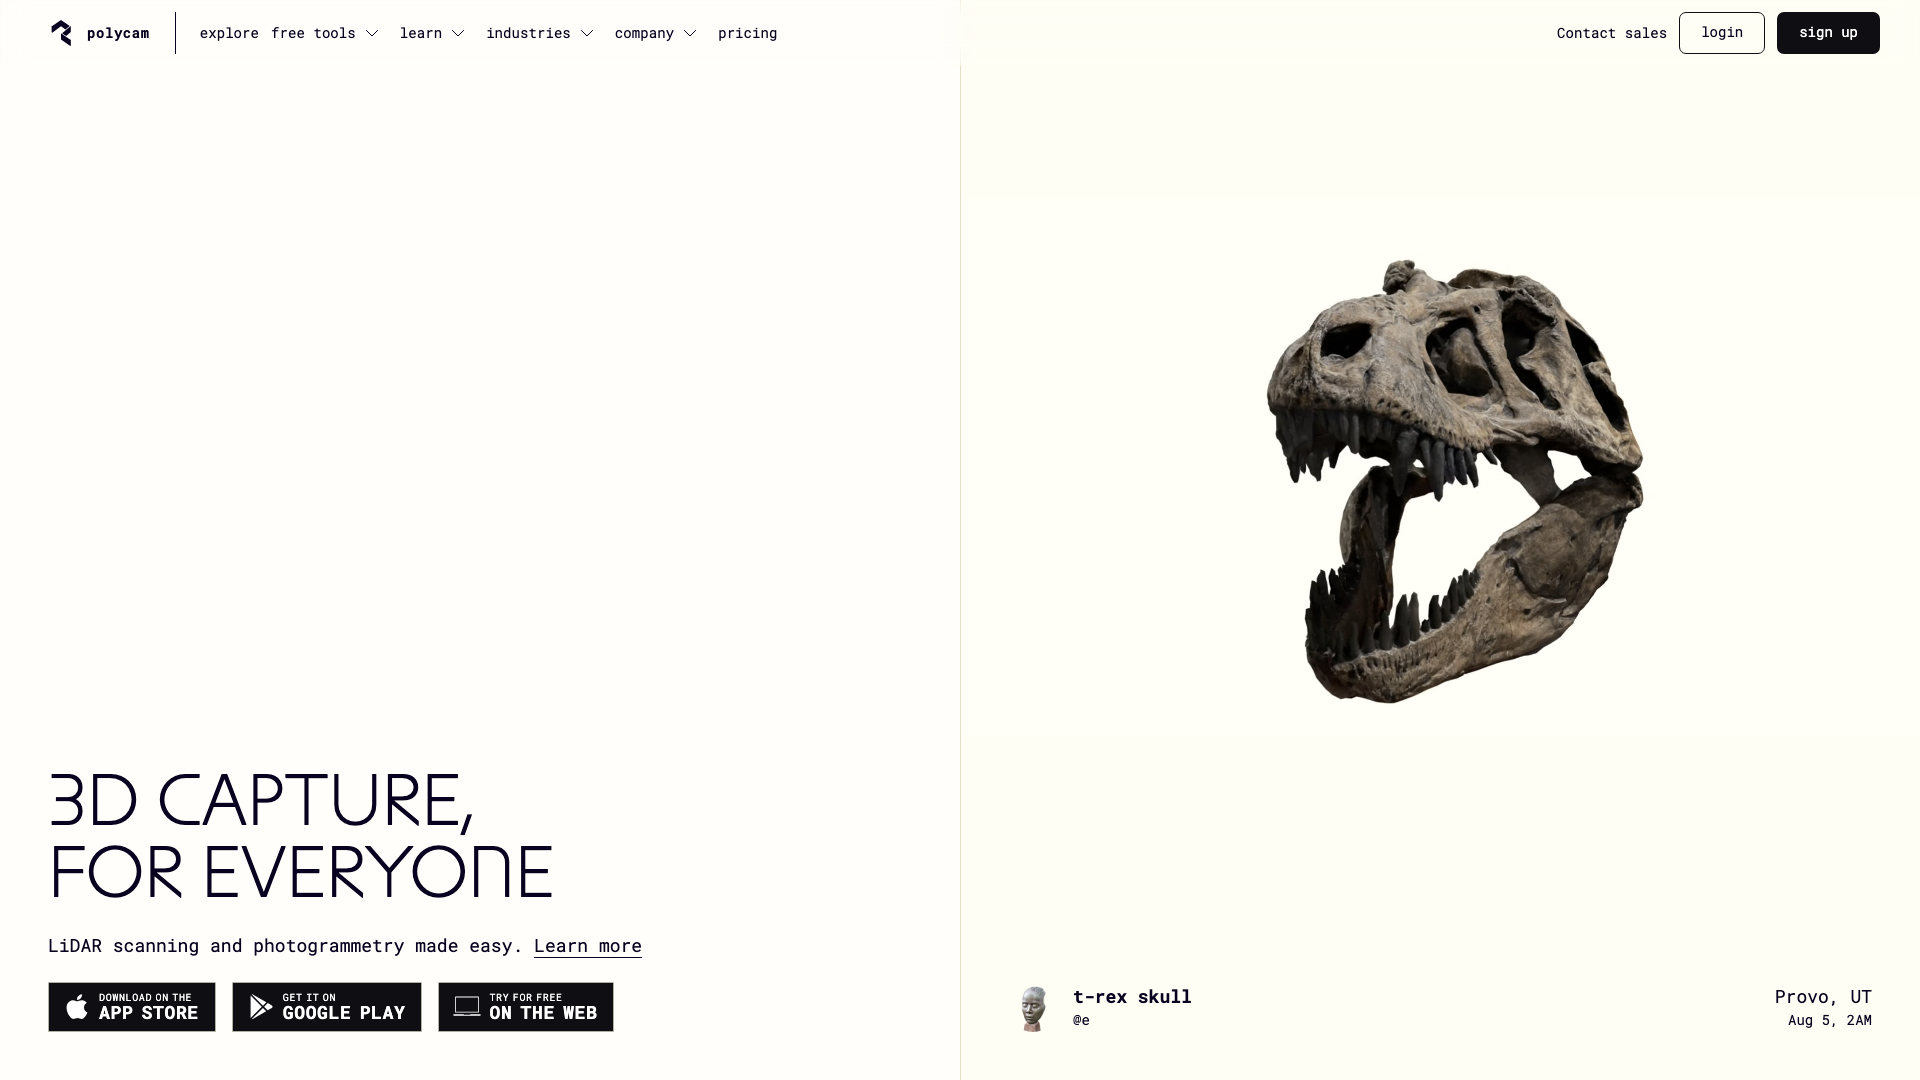 polycam
explore free tools learn industries company pricing
Contact sales login sign up
3D CAPTURE,
FOR EVERYONE
LiDAR scanning and photogrammetry made easy. Learn more
DOWNLOAD ON THE
APP STORE
GET IT ON
GOOGLE PLAY
TRY FOR FREE
ON THE WEB
t-rex skull
@e
Provo, UT
Aug 5, 2AM